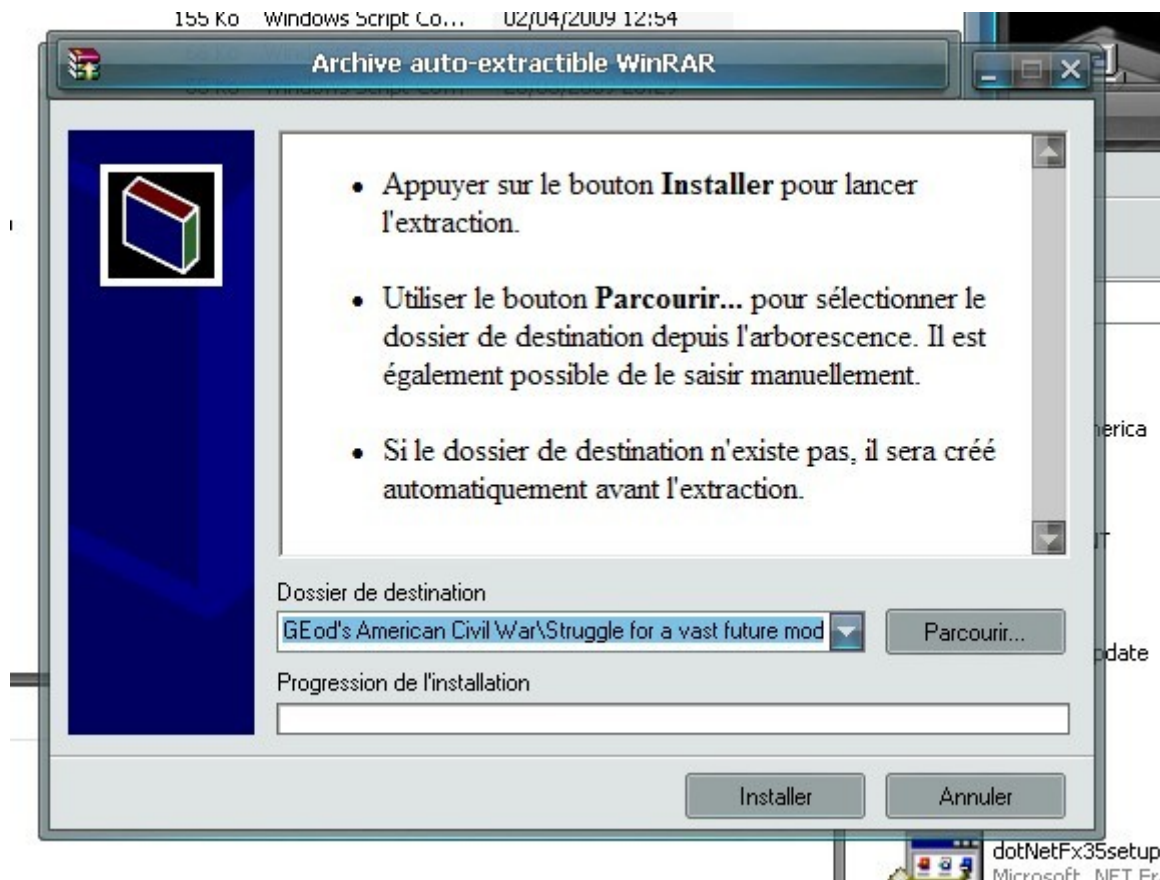 155 Ko Windows Script Co... 02/04/2009 12:54
Archive auto-extractible WinRAR
• Appuyer sur le bouton Installer pour lancer
l'extraction.
• Utiliser le bouton Parcourir... pour sélectionner le
dossier de destination depuis l'arborescence. Il est
également possible de le saisir manuellement.
• Si le dossier de destination n'existe pas, il sera créé
automatiquement avant l'extraction.
Dossier de destination
GEod's American Civil War\Struggle for a vast future mod
Parcourir...
Progression de l'installation
Installer
Annuler
nerica
pdate
dotNetFx35setup
Microsoft .NET Fr